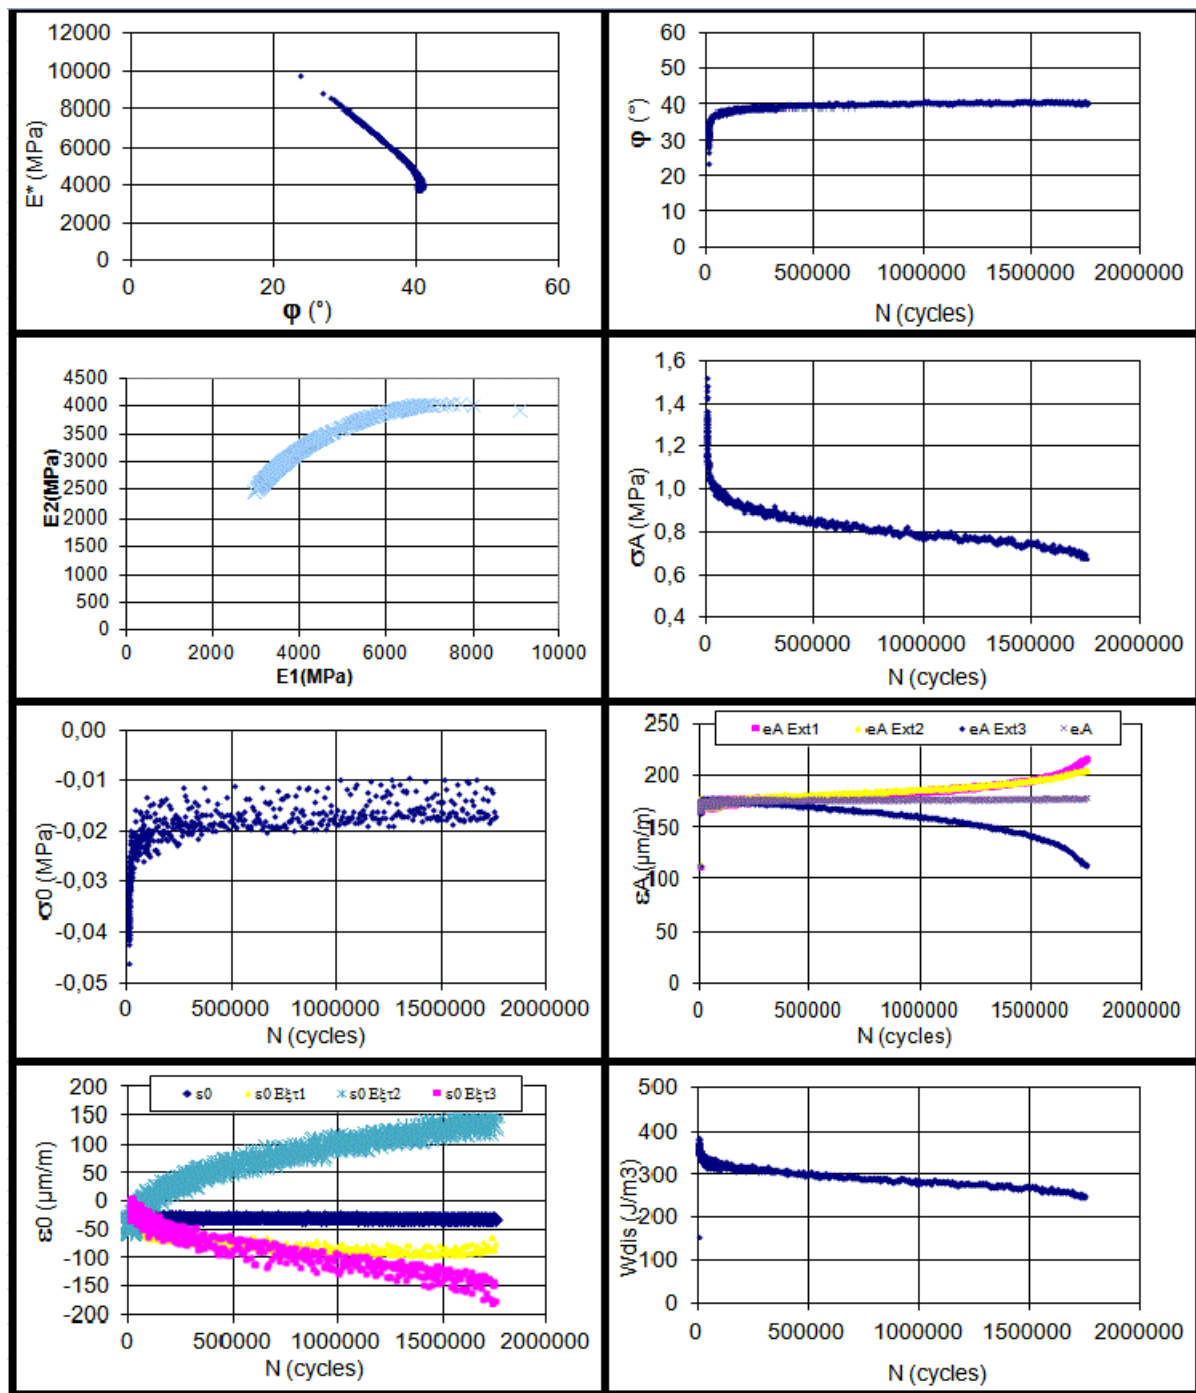 12000
10000
8000
6000
4000
2000
0
E* (MPa)
0 20 40 60
φ (°)
60
50
40
30
20
10
0
φ (°)
0 500000 1000000 1500000 2000000
N (cycles)
4500
4000
3500
3000
2500
2000
1500
1000
500
0
E2(MPa)
0 2000 4000 6000 8000 10000
E1(MPa)
1,6
1,4
1,2
1,0
0,8
0,6
0,4
σA (MPa)
0 500000 1000000 1500000 2000000
N (cycles)
0,00
-0,01
-0,02
-0,03
-0,04
-0,05
σ0 (MPa)
0 500000 1000000 1500000 2000000
N (cycles)
eA Ext1 eA Ext2 eA Ext3 eA
250
200
150
100
50
0
εA (µm/m)
0 500000 1000000 1500000 2000000
N (cycles)
s0 s0 Εξτ1 s0 Εξτ2 s0 Εξτ3
200
150
100
50
0
-50
-100
-150
-200
ε0 (µm/m)
0 500000 1000000 1500000 2000000
N (cycles)
500
400
300
200
100
0
Wdis (J/m3)
0 500000 1000000 1500000 2000000
N (cycles)